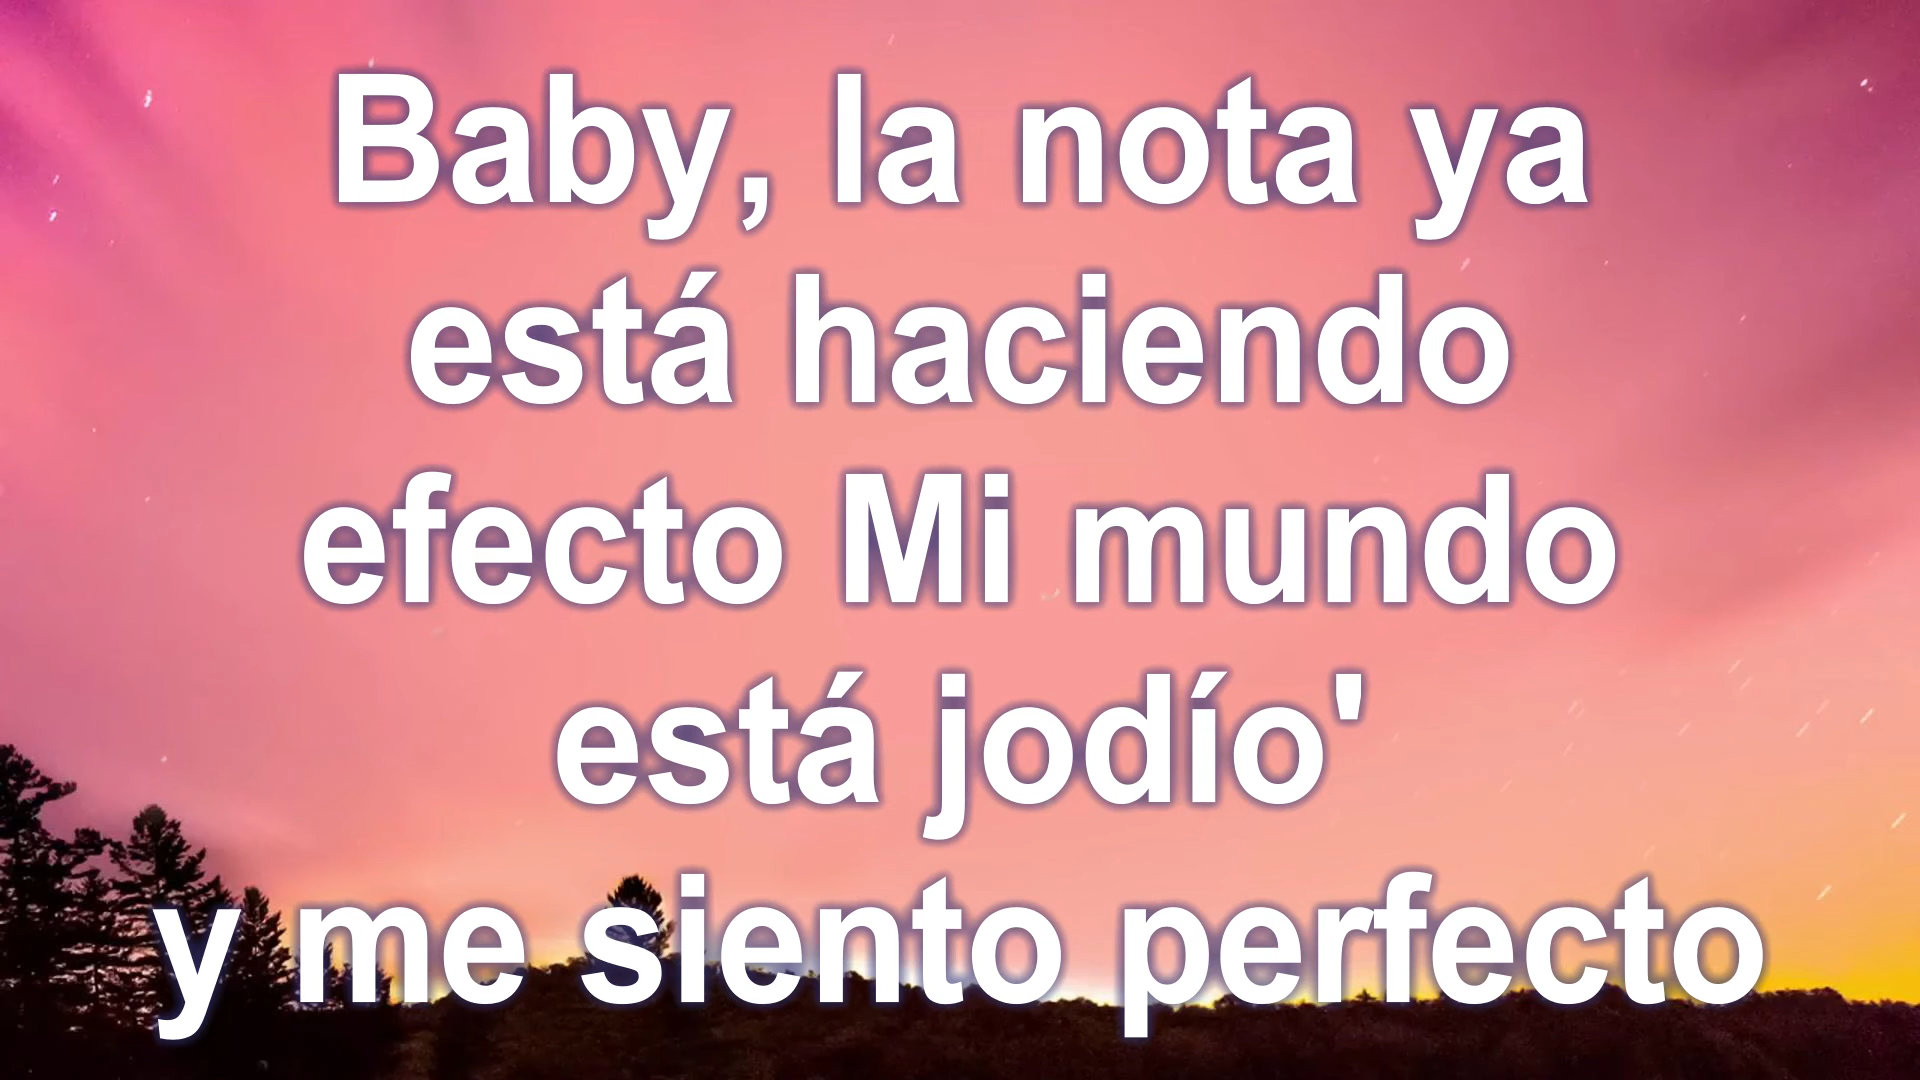 Baby, la nota ya
está haciendo
efecto Mi mundo
está jodío'
y me siento perfecto